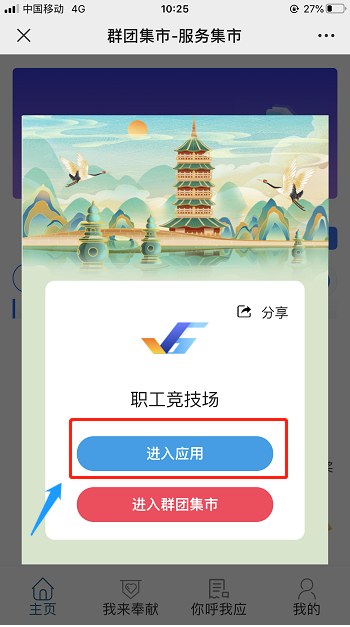 中国移动 4G 10:25 27%
群团集市-服务集市
分享
职工竞技场
进入应用
进入群团集市
奖
主页 我来奉献 你呼我应 我的